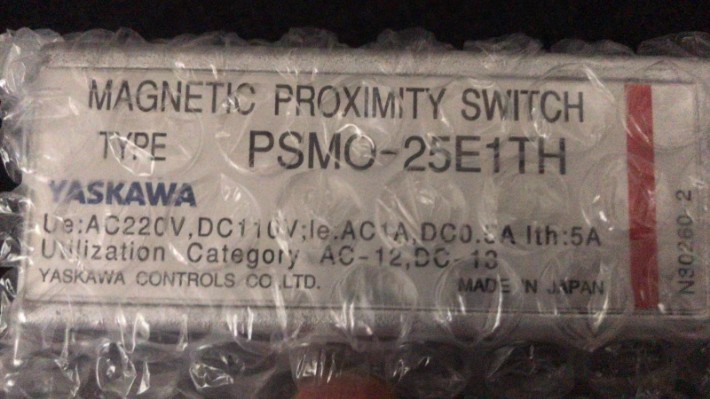 MAGNETIC PROXIMITY SWITCH
TYPE PSMO-25E1TH
YASKAWA
Ue:AC220V,DC110V;Ie.AC1A,DC0. A Ith:5A
Utilization Category AC-12,DC-13
YASKAWA CONTROLS CO.,LTD. MADE IN JAPAN
N30260-2